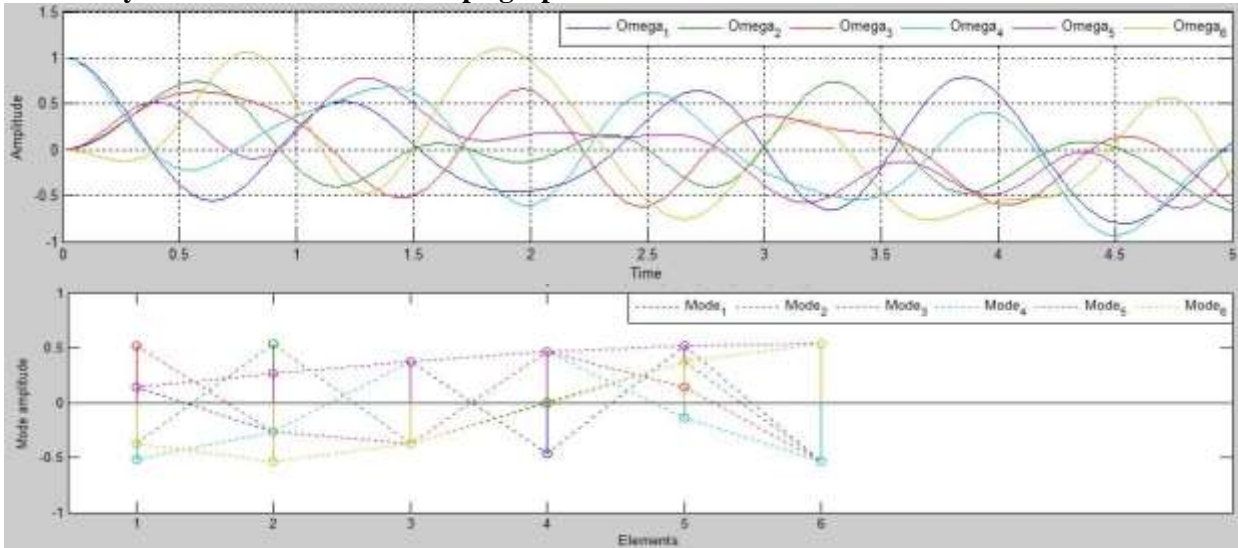 Omega1 Omega2 Omega3 Omega4 Omega5 Omega6
1.5
1
0.5
0
-0.5
-1
Amplitude
0 0.5 1 1.5 2 2.5 3 3.5 4 4.5 5
Time
Mode1 Mode2 Mode3 Mode4 Mode5 Mode6
1
0.5
0
-0.5
-1
Mode amplitude
1 2 3 4 5 6
Elements